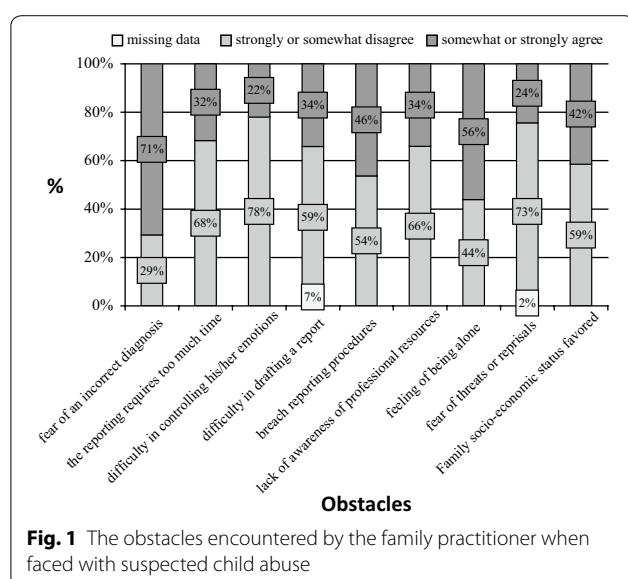 missing data strongly or somewhat disagree somewhat or strongly agree
100%
80%
60%
40%
20%
0%
%
71%
29%
32%
68%
22%
78%
34%
59%
7%
46%
54%
34%
66%
56%
44%
24%
73%
2%
42%
59%
fear of an incorrect diagnosis
the reporting requires too much time
difficulty in controlling his/her emotions
difficulty in drafting a report
breach reporting procedures
lack of awareness of professional resources
feeling of being alone
fear of threats or reprisals
Family socio-economic status favored
Obstacles
Fig. 1 The obstacles encountered by the family practitioner when
faced with suspected child abuse